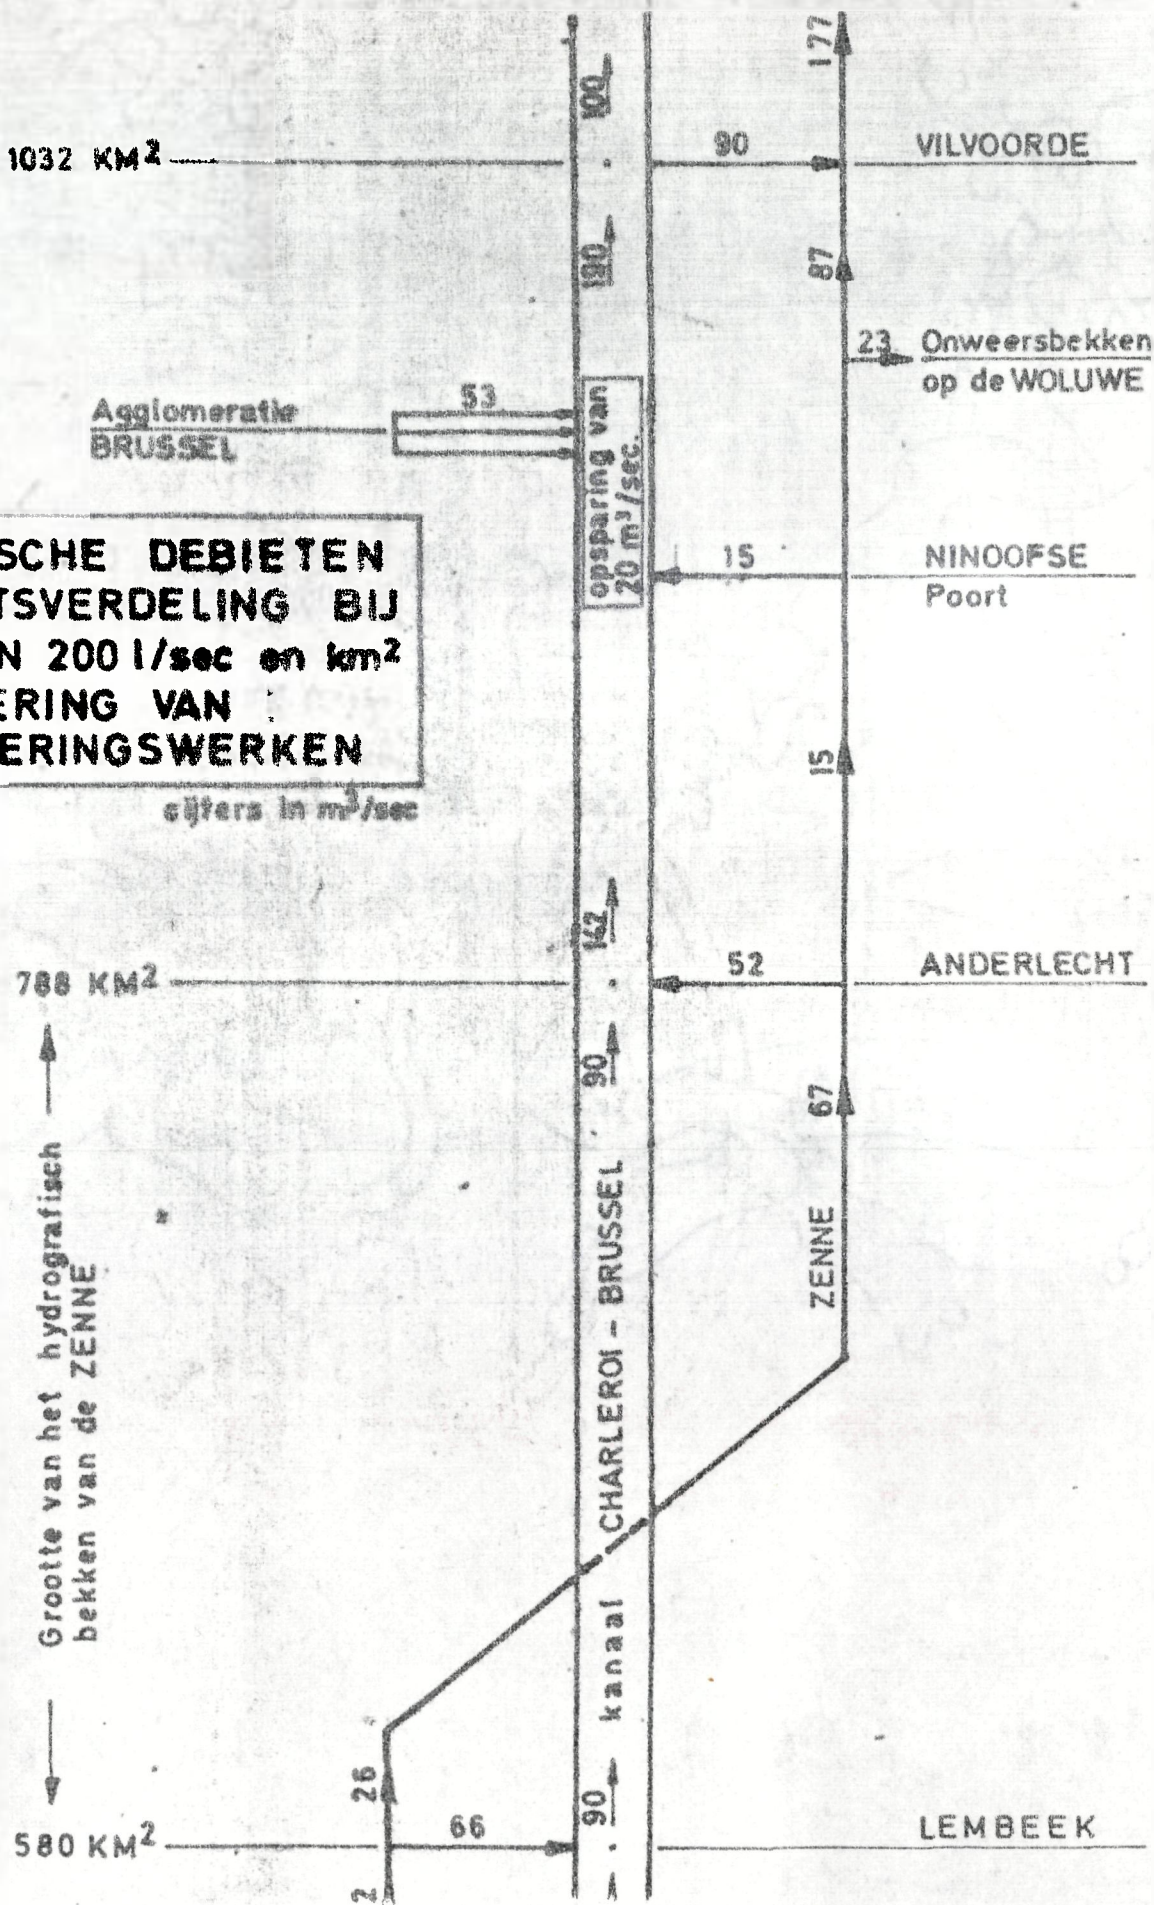 177
100
1032 KM²
90
VILVOORDE
190
87
23
Onweersbekken
op de WOLUWE
53
Agglomeratie
BRUSSEL
opsparing van
20 m³/sec.
15
NINOOFSE
Poort
SCHE DEBIETEN
TSVERDELING BIJ
N 200 l/sec en km²
ERING VAN :
ERINGSWERKEN
cijfers in m³/sec
15
142
788 KM²
52
ANDERLECHT
90
67
Grootte van het hydrografisch
bekken van de ZENNE
kanaal CHARLEROI - BRUSSEL
ZENNE
26
90
580 KM²
66
LEMBEEK
2